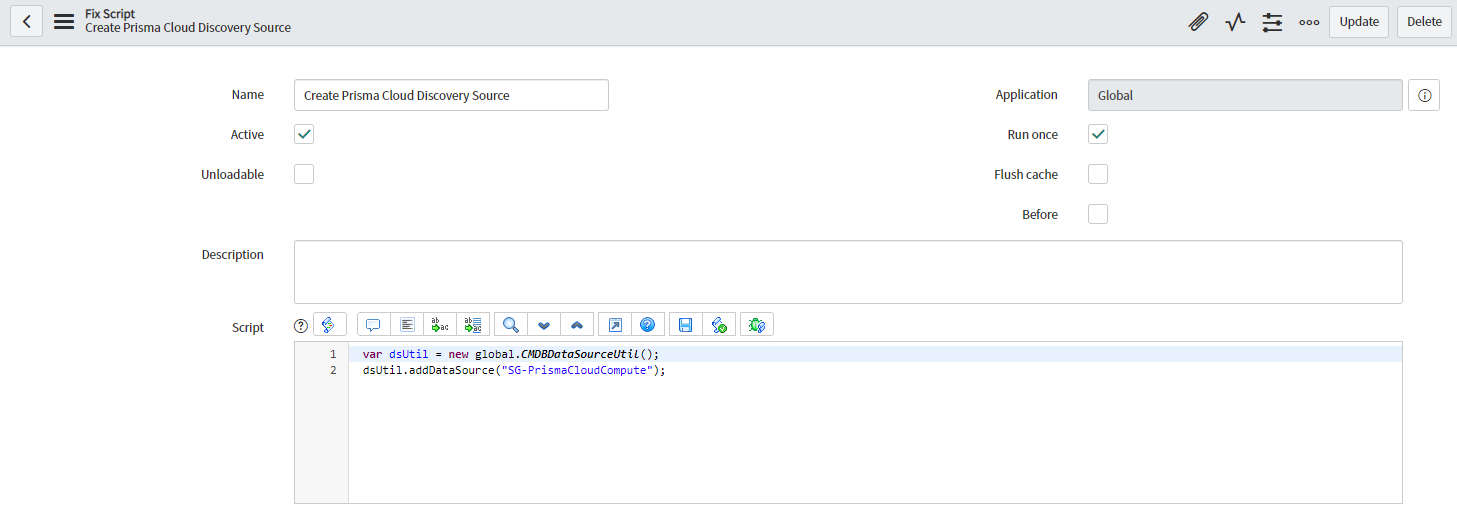 Fix Script
Create Prisma Cloud Discovery Source
Update
Delete
Name
Create Prisma Cloud Discovery Source
Application
Global
Active
Run once
Unloadable
Flush cache
Before
Description
Script
1 var dsUtil = new global.CMDBDataSourceUtil();
2 dsUtil.addDataSource("SG-PrismaCloudCompute");